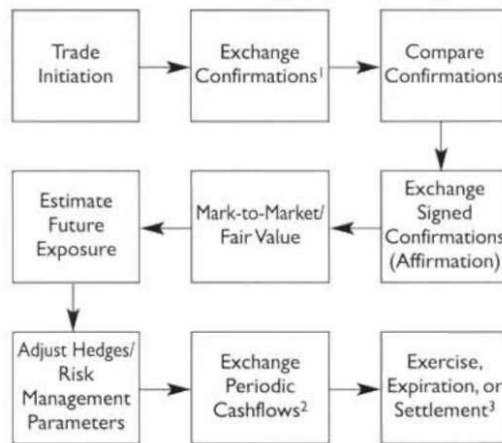 Trade
Initiation
Exchange
Confirmations¹
Compare
Confirmations
Exchange
Signed
Confirmations
(Affirmation)
Mark-to-Market/
Fair Value
Estimate
Future
Exposure
Adjust Hedges/
Risk
Management
Parameters
Exchange
Periodic
Cashflows²
Exercise,
Expiration, or
Settlement³